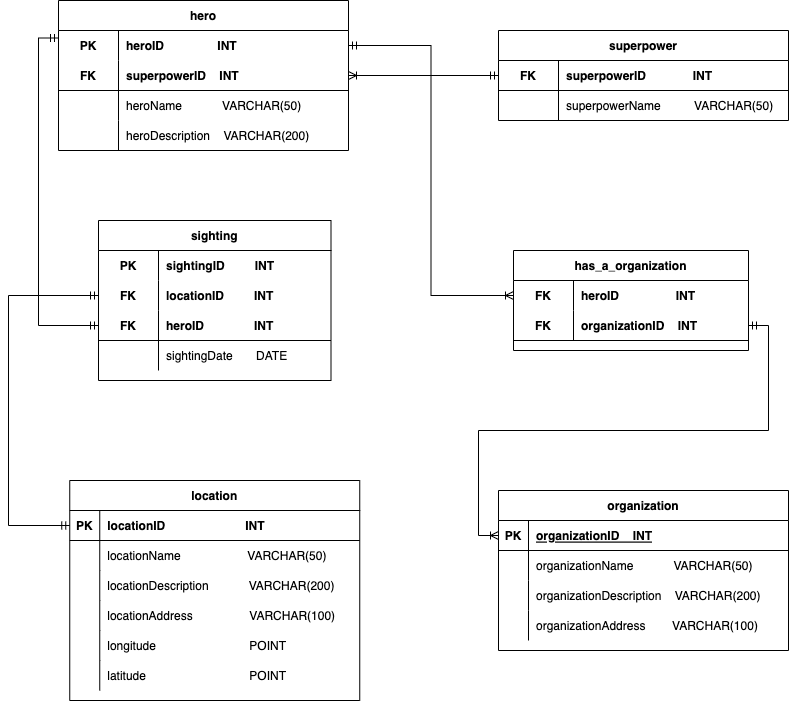 hero
PK heroID INT
FK superpowerID INT
heroName VARCHAR(50)
heroDescription VARCHAR(200)
superpower
FK superpowerID INT
superpowerName VARCHAR(50)
sighting
PK sightingID INT
FK locationID INT
FK heroID INT
sightingDate DATE
has_a_organization
FK heroID INT
FK organizationID INT
location
PK locationID INT
locationName VARCHAR(50)
locationDescription VARCHAR(200)
locationAddress VARCHAR(100)
longitude POINT
latitude POINT
organization
PK organizationID INT
organizationName VARCHAR(50)
organizationDescription VARCHAR(200)
organizationAddress VARCHAR(100)